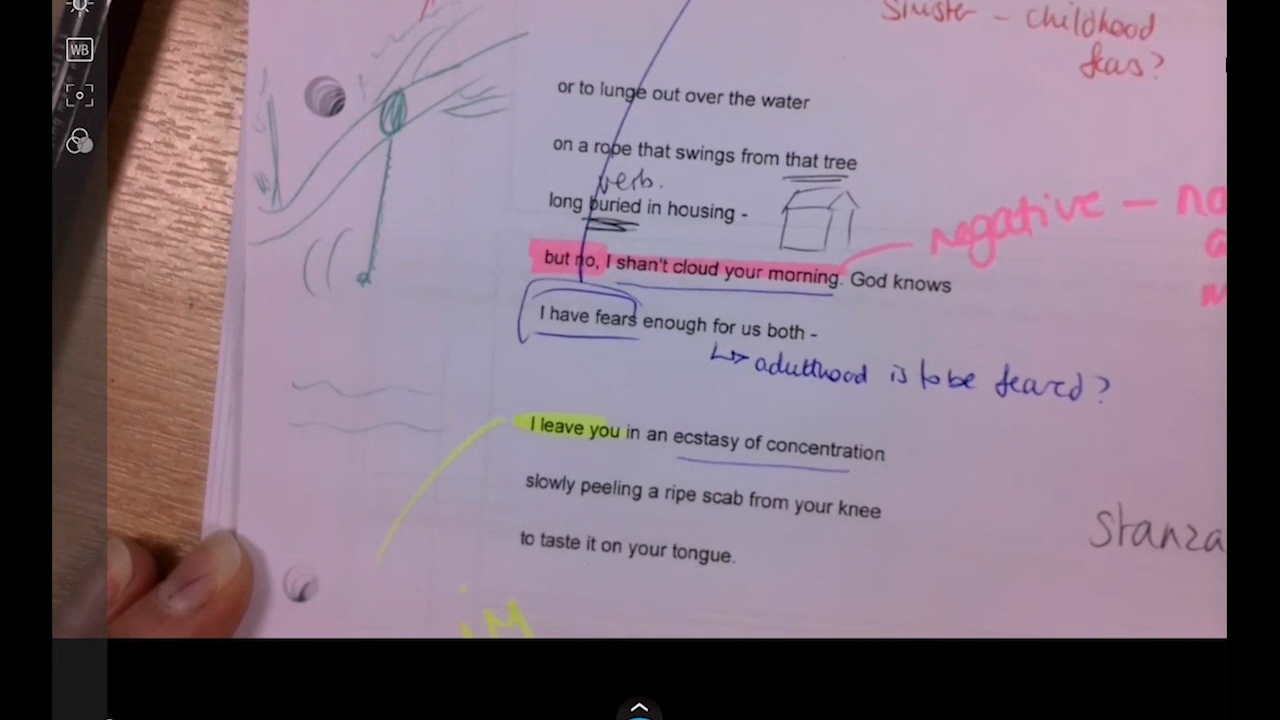 WB
Sinister - childhood
fears?
or to lunge out over the water
on a rope that swings from that tree
verb.
long buried in housing -
negative - no
but no, I shan't cloud your morning. God knows
I have fears enough for us both -
↳ adulthood is to be feared?
I leave you in an ecstasy of concentration
slowly peeling a ripe scab from your knee
stanza
to taste it on your tongue.